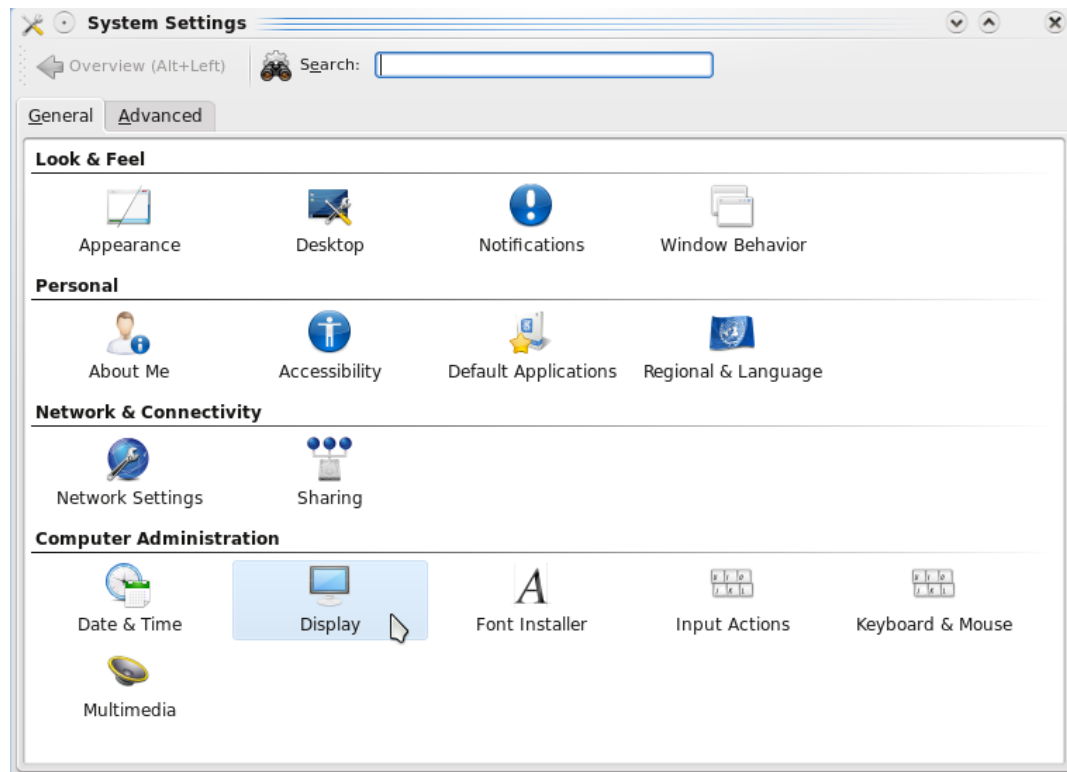 System Settings
Overview (Alt+Left) Search:
General Advanced
Look & Feel
Appearance Desktop Notifications Window Behavior
Personal
About Me Accessibility Default Applications Regional & Language
Network & Connectivity
Network Settings Sharing
Computer Administration
Date & Time Display Font Installer Input Actions Keyboard & Mouse
Multimedia